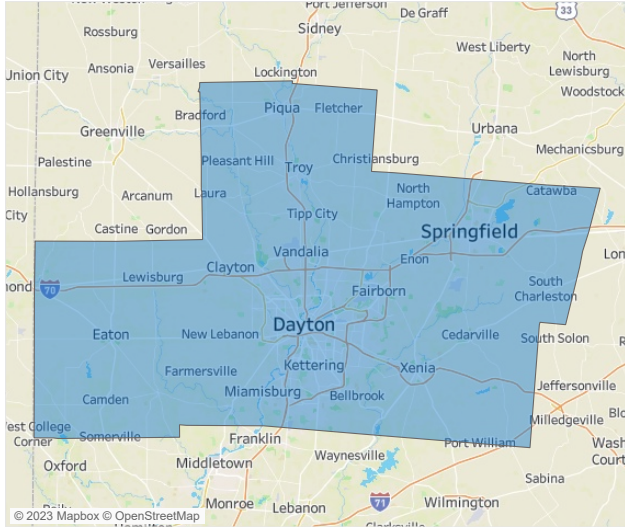 Port Jefferson
De Graff
33
Rossburg
Sidney
West Liberty
Ansonia
Versailles
Union City
Lockington
North
Lewisburg
Woodstock
Bradford
Piqua
Fletcher
Greenville
Urbana
Mechanicsburg
Palestine
Pleasant Hill
Troy
Christiansburg
Hollansburg
Arcanum
Laura
North
Hampton
Catawba
City
Tipp City
Castine
Gordon
Springfield
Vandalia
Enon
Lon
Clayton
Lewisburg
70
Fairborn
South
Charleston
Dayton
Eaton
New Lebanon
Cedarville
South Solon
Kettering
Xenia
Farmersville
Miamisburg
Bellbrook
Jeffersonville
Camden
Milledgeville
West College
Corner
Somerville
Franklin
Port William
Wash
Court
Oxford
Middletown
Waynesville
Sabina
Monroe
Lebanon
71
Wilmington
© 2023 Mapbox © OpenStreetMap